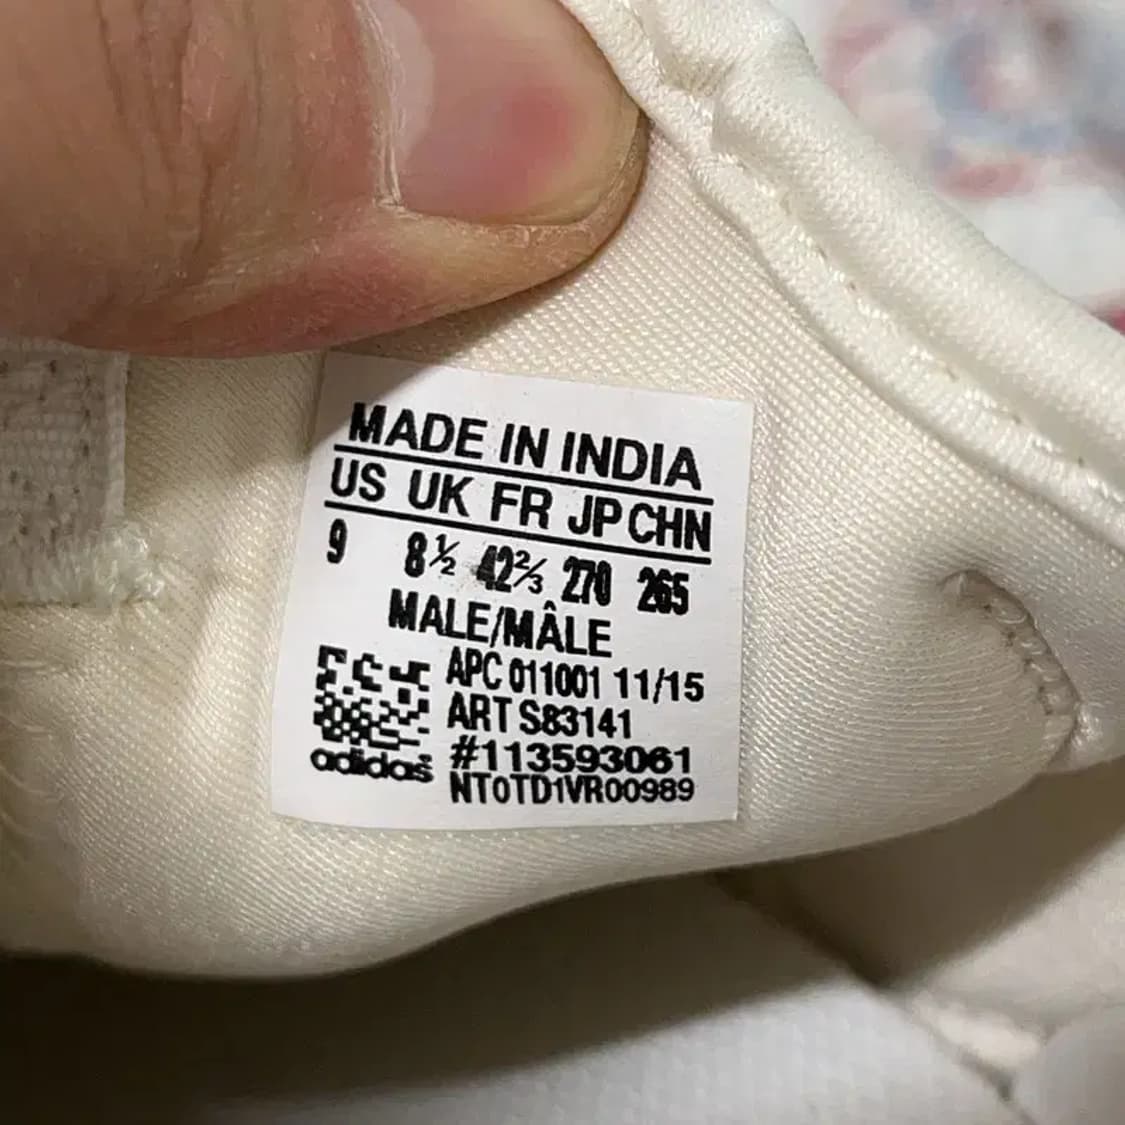 MADE IN INDIA
US UK FR JP CHN
9 8½ 42⅔ 270 265
MALE/MÂLE
APC 011001 11/15
ART S83141
#113593061
adidas
NT0TD1VR00989